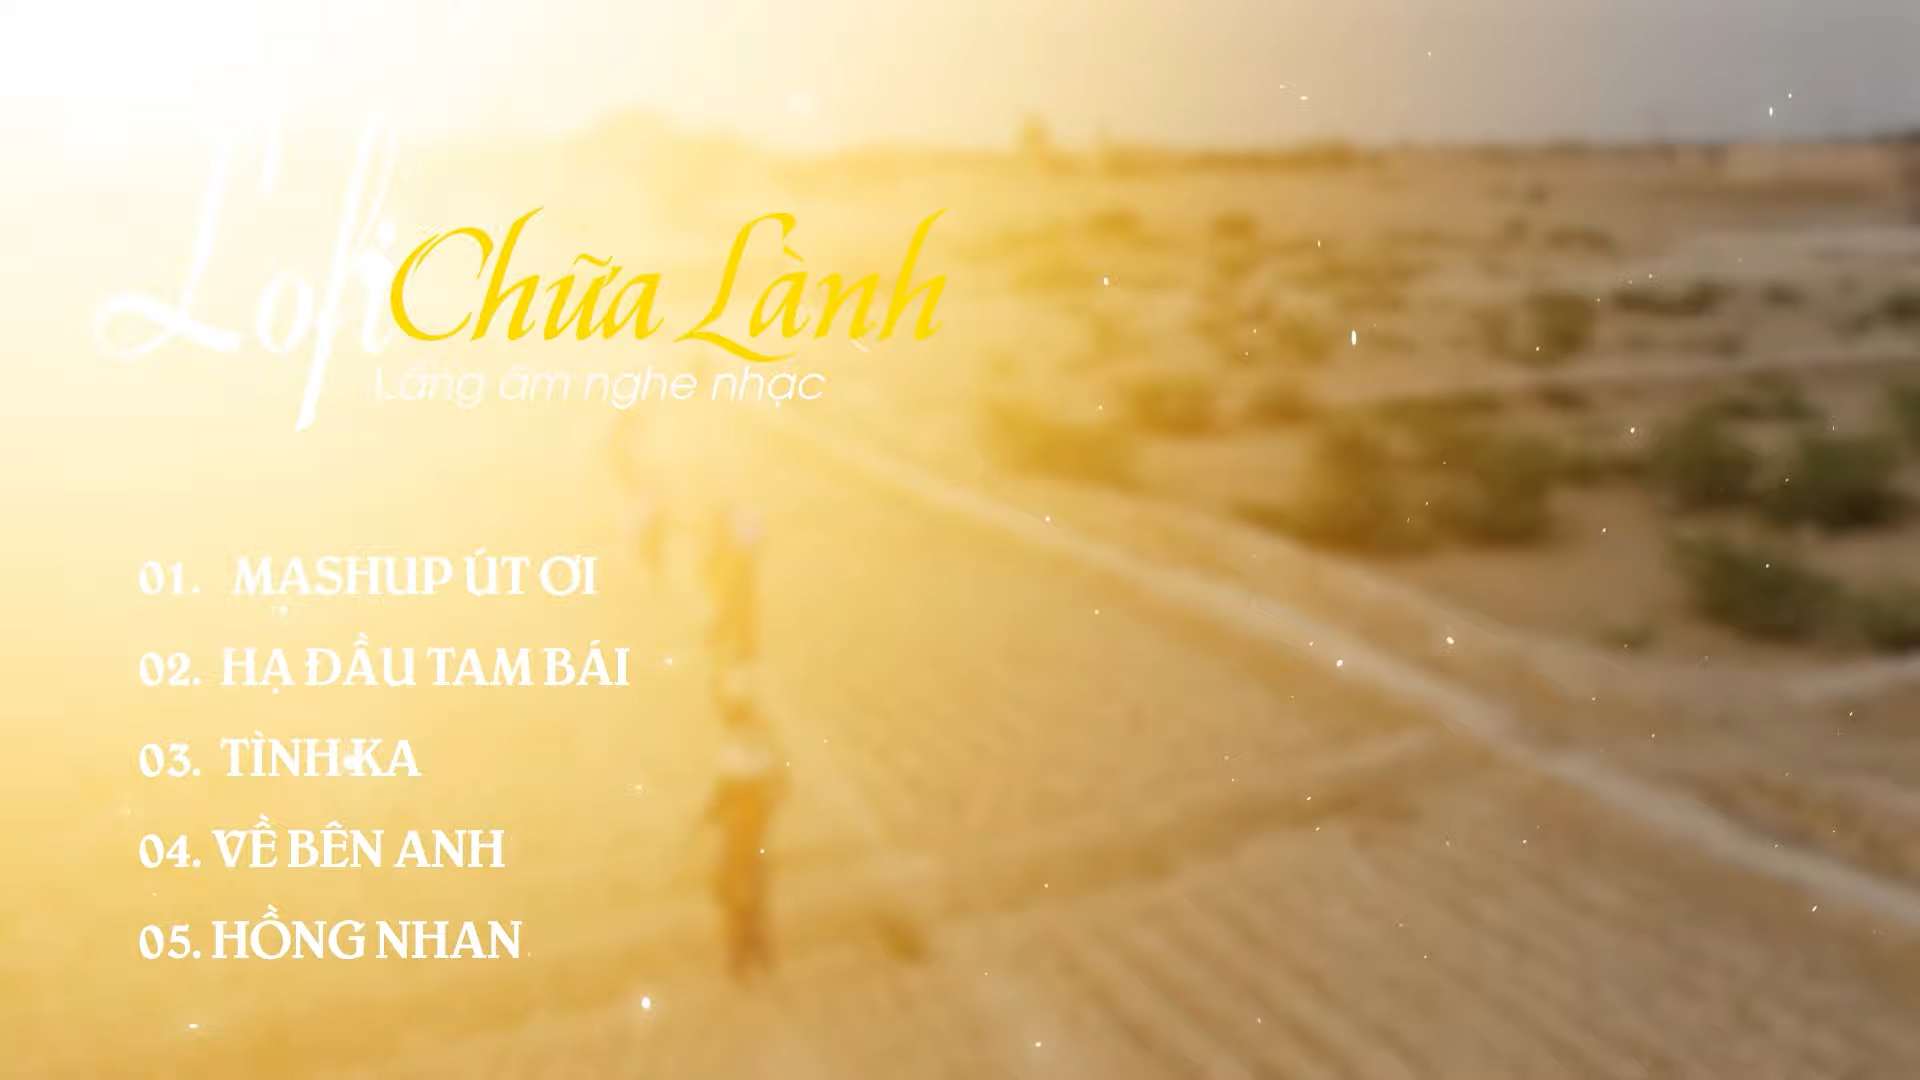 Lofi Chữa Lành
Lắng âm nghe nhạc
01. MASHUP ÚT ƠI
02. HẠ ĐẦU TAM BÁI
03. TÌNH KA
04. VỀ BÊN ANH
05. HỒNG NHAN